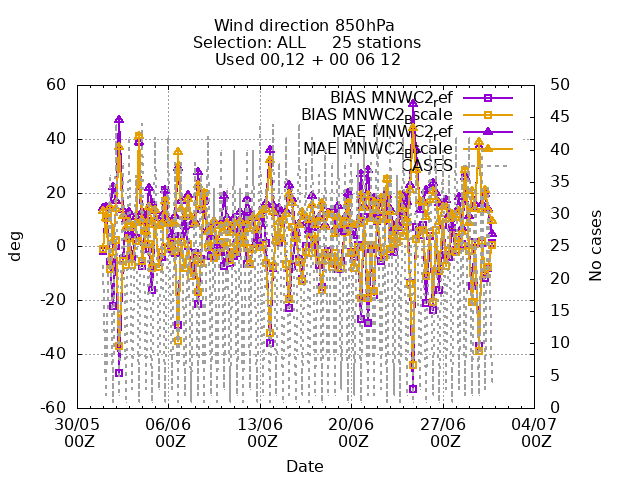 Wind direction 850hPa
Selection: ALL 25 stations
Used 00,12 + 00 06 12
BIAS MNWC2_ref
BIAS MNWC2_Bscale
MAE MNWC2_ref
MAE MNWC2_Bscale
CASES
60
40
20
0
-20
-40
-60
deg
50
45
40
35
30
25
20
15
10
5
0
No cases
30/05 06/06 13/06 20/06 27/06 04/07
00Z 00Z 00Z 00Z 00Z 00Z
Date